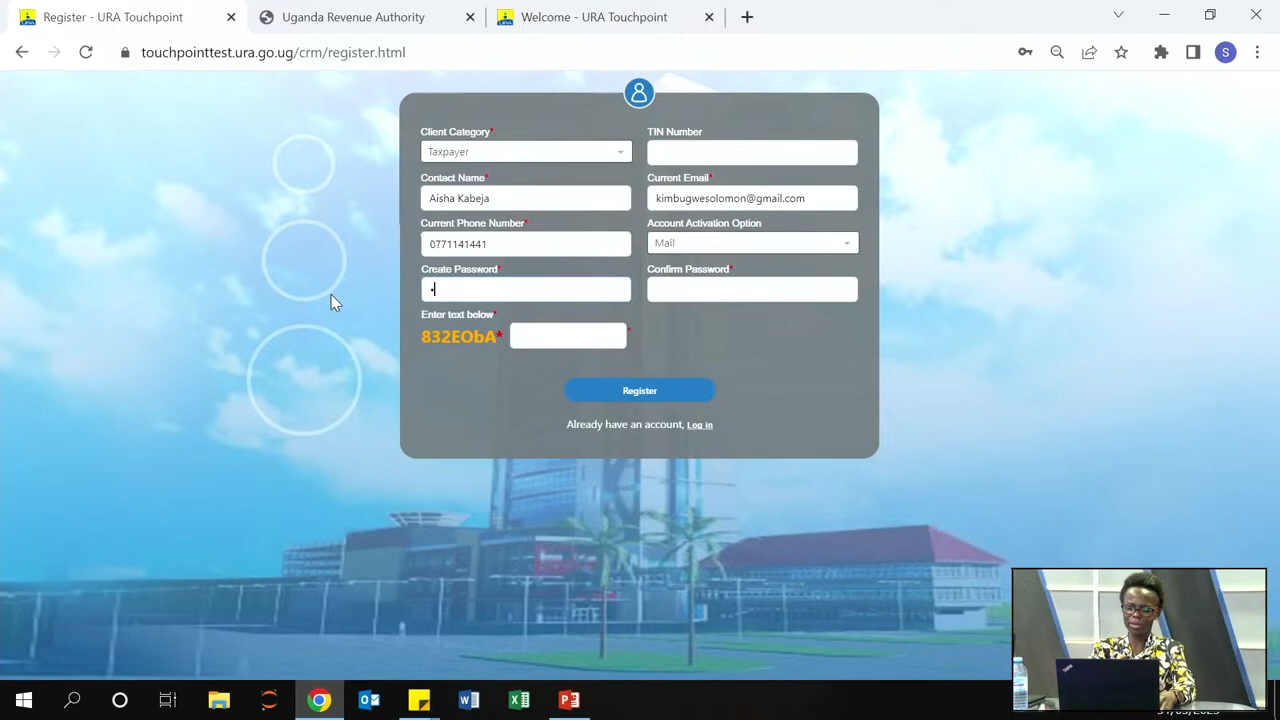 Register - URA Touchpoint
Uganda Revenue Authority
Welcome - URA Touchpoint
touchpointtest.ura.go.ug/crm/register.html
S
Client Category*
TIN Number
Taxpayer
Contact Name*
Current Email*
Aisha Kabeja
kimbugwesolomon@gmail.com
Current Phone Number*
Account Activation Option
0771141441
Mail
Create Password*
Confirm Password*
Enter text below*
832EObA*
*
Register
Already have an account, Log in